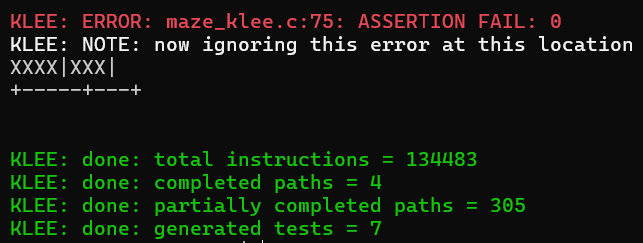 KLEE: ERROR: maze_klee.c:75: ASSERTION FAIL: 0
KLEE: NOTE: now ignoring this error at this location
XXXX|XXX|
+-----+---+
KLEE: done: total instructions = 134483
KLEE: done: completed paths = 4
KLEE: done: partially completed paths = 305
KLEE: done: generated tests = 7